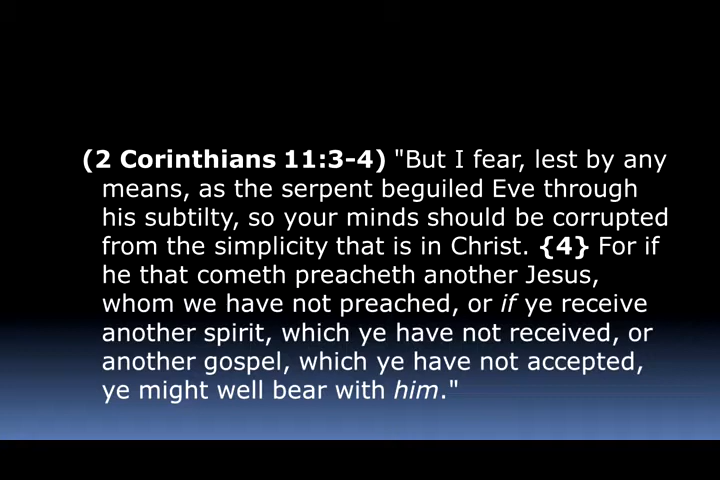 (2 Corinthians 11:3-4) "But I fear, lest by any
means, as the serpent beguiled Eve through
his subtilty, so your minds should be corrupted
from the simplicity that is in Christ. {4} For if
he that cometh preacheth another Jesus,
whom we have not preached, or if ye receive
another spirit, which ye have not received, or
another gospel, which ye have not accepted,
ye might well bear with him."